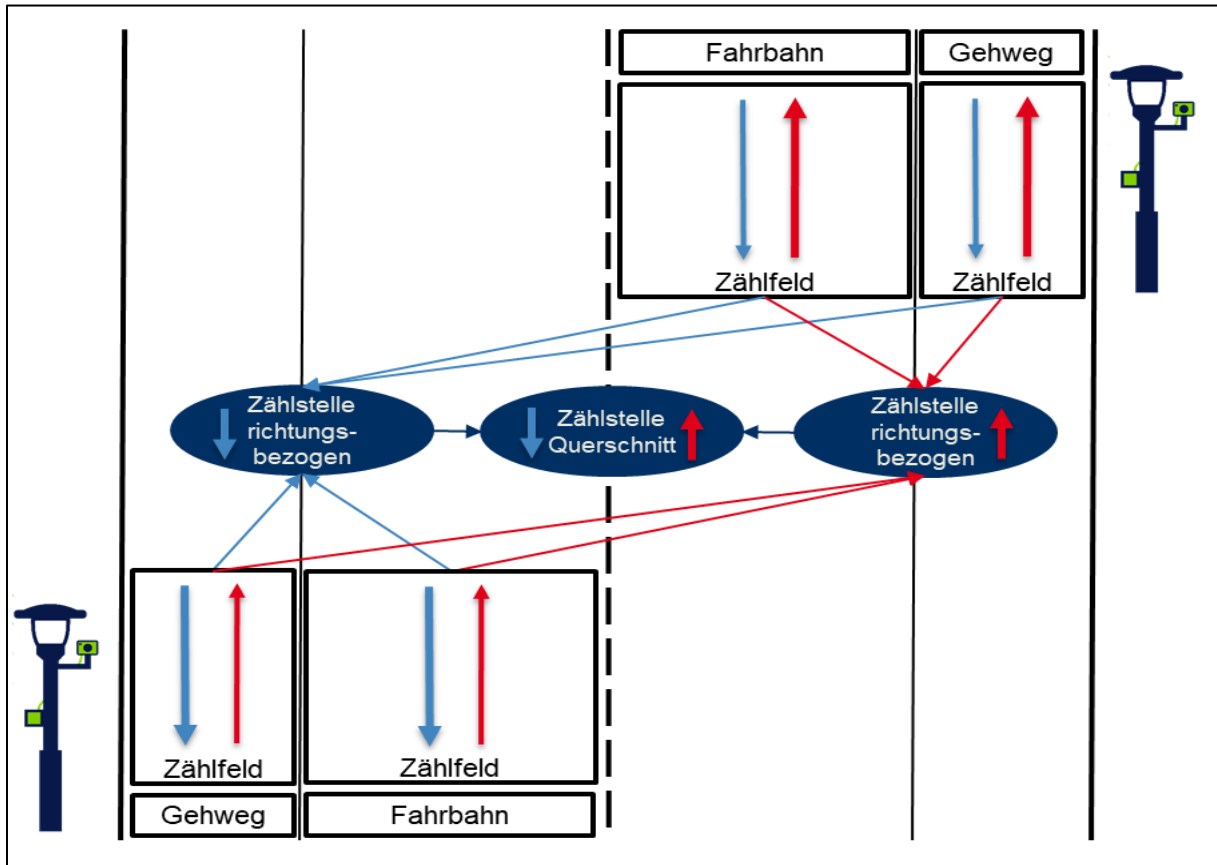 Fahrbahn
Gehweg
Zählfeld
Zählfeld
Zählstelle
richtungs-
bezogen
Zählstelle
Querschnitt
Zählstelle
richtungs-
bezogen
Zählfeld
Zählfeld
Gehweg
Fahrbahn